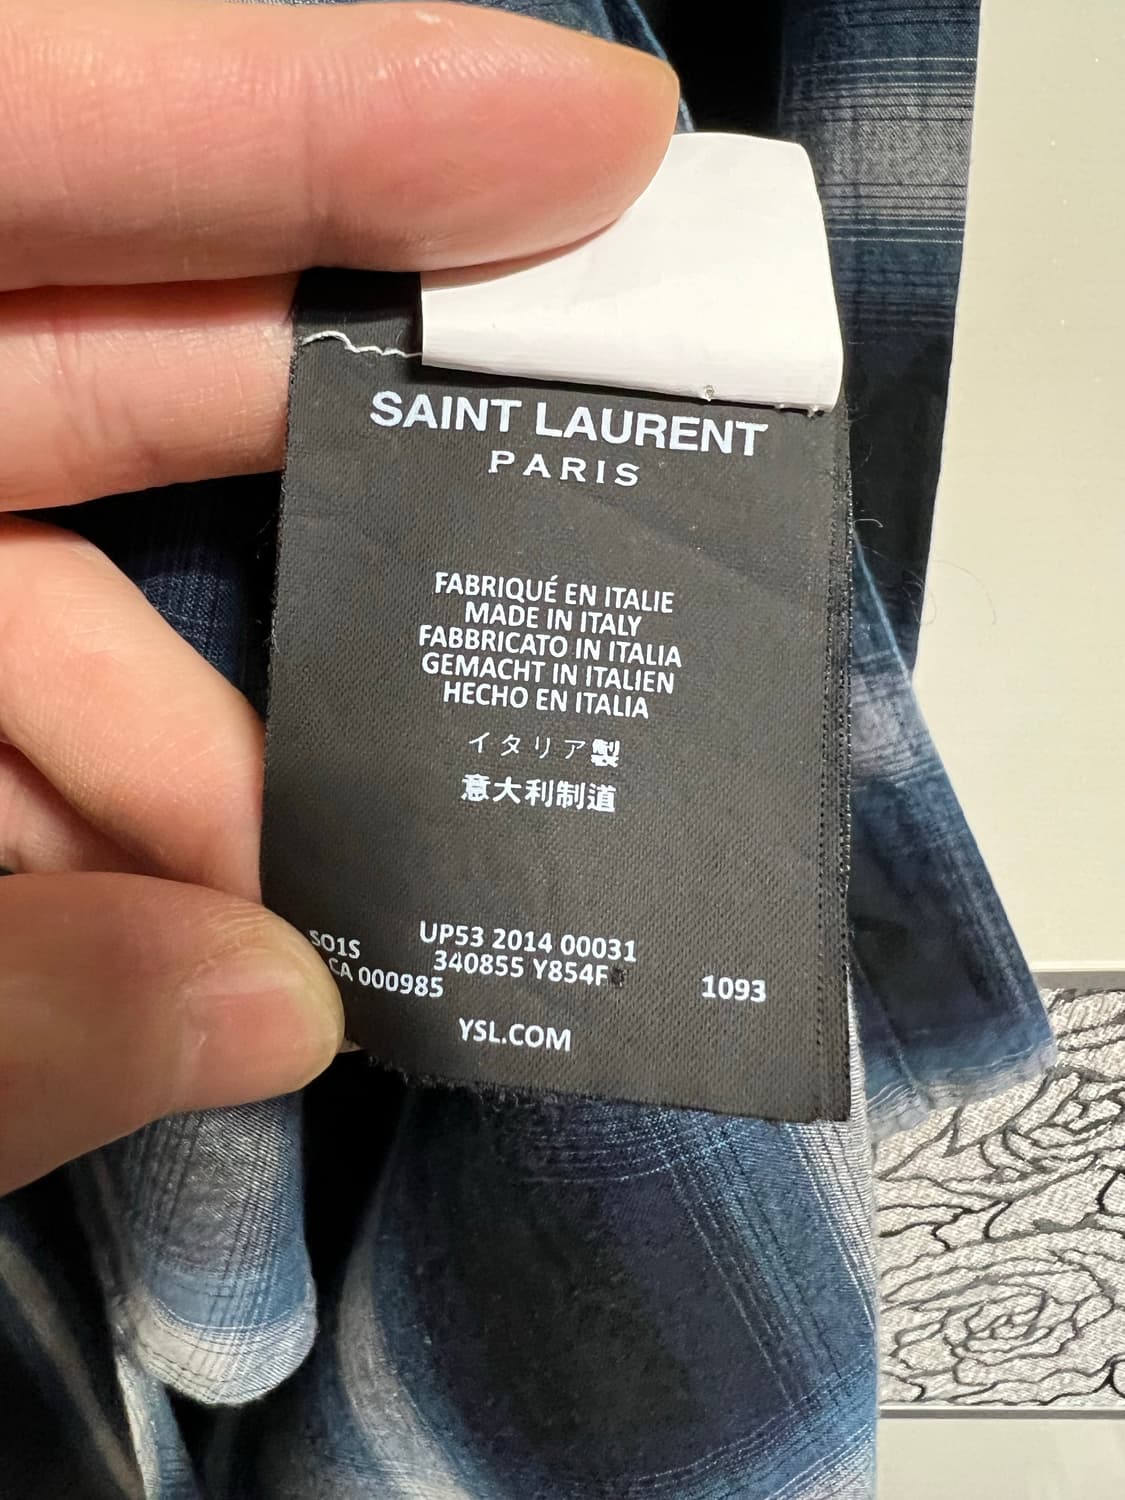 SAINT LAURENT
PARIS
FABRIQUÉ EN ITALIE
MADE IN ITALY
FABBRICATO IN ITALIA
GEMACHT IN ITALIEN
HECHO EN ITALIA
イタリア製
意大利制道
SO1S UP53 2014 00031
340855 Y854F
CA 000985 1093
YSL.COM